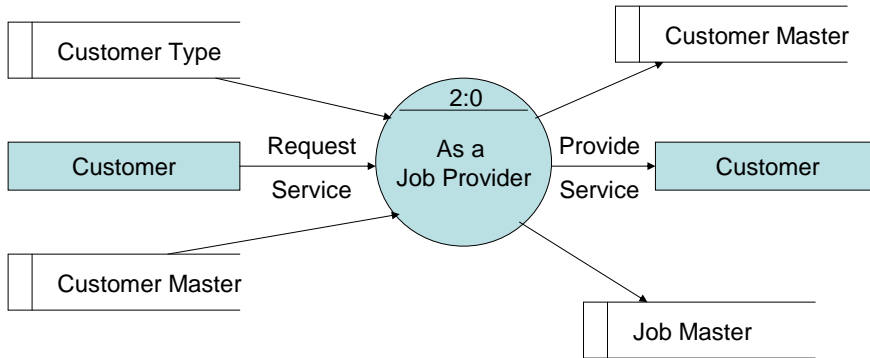 Customer Type
Customer Master
2:0
Customer
Request
Service
As a
Job Provider
Provide
Service
Customer
Customer Master
Job Master